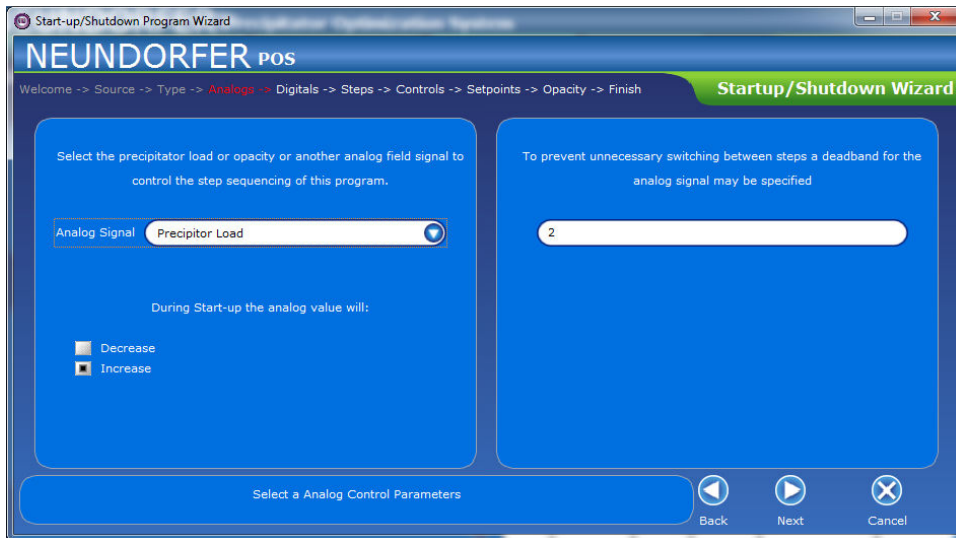 Start-up/Shutdown Program Wizard
NEUNDORFER POS
Welcome -> Source -> Type -> Analogs -> Digitals -> Steps -> Controls -> Setpoints -> Opacity -> Finish
Startup/Shutdown Wizard
Select the precipitator load or opacity or another analog field signal to
control the step sequencing of this program.
Analog Signal Precipitor Load
During Start-up the analog value will:
Decrease
Increase
To prevent unnecessary switching between steps a deadband for the
analog signal may be specified
2
Select a Analog Control Parameters
Back Next Cancel